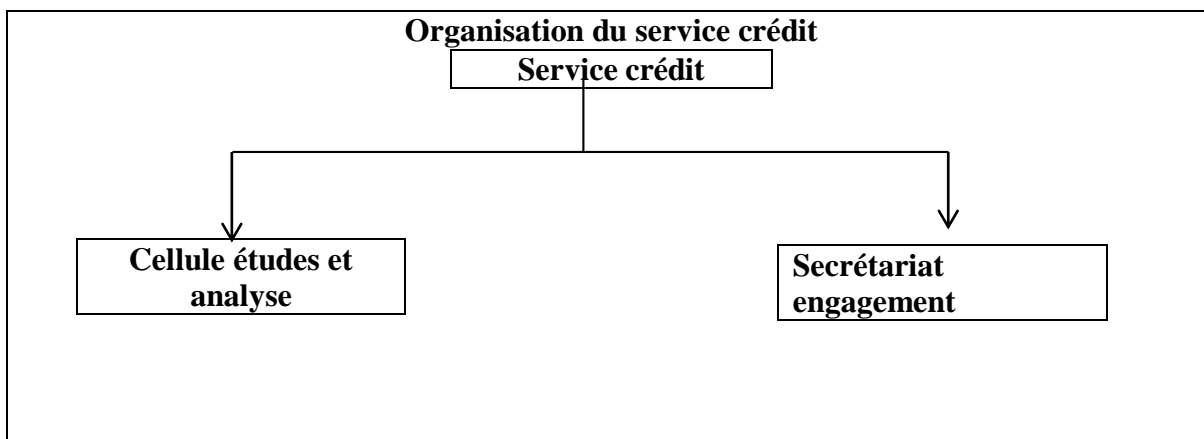 Organisation du service crédit
Service crédit
Cellule études et
analyse
Secrétariat
engagement